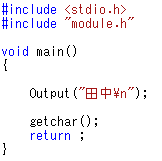 #include <stdio.h>
#include "module.h"
void main()
{
Output("田中¥n");
getchar();
return ;
}